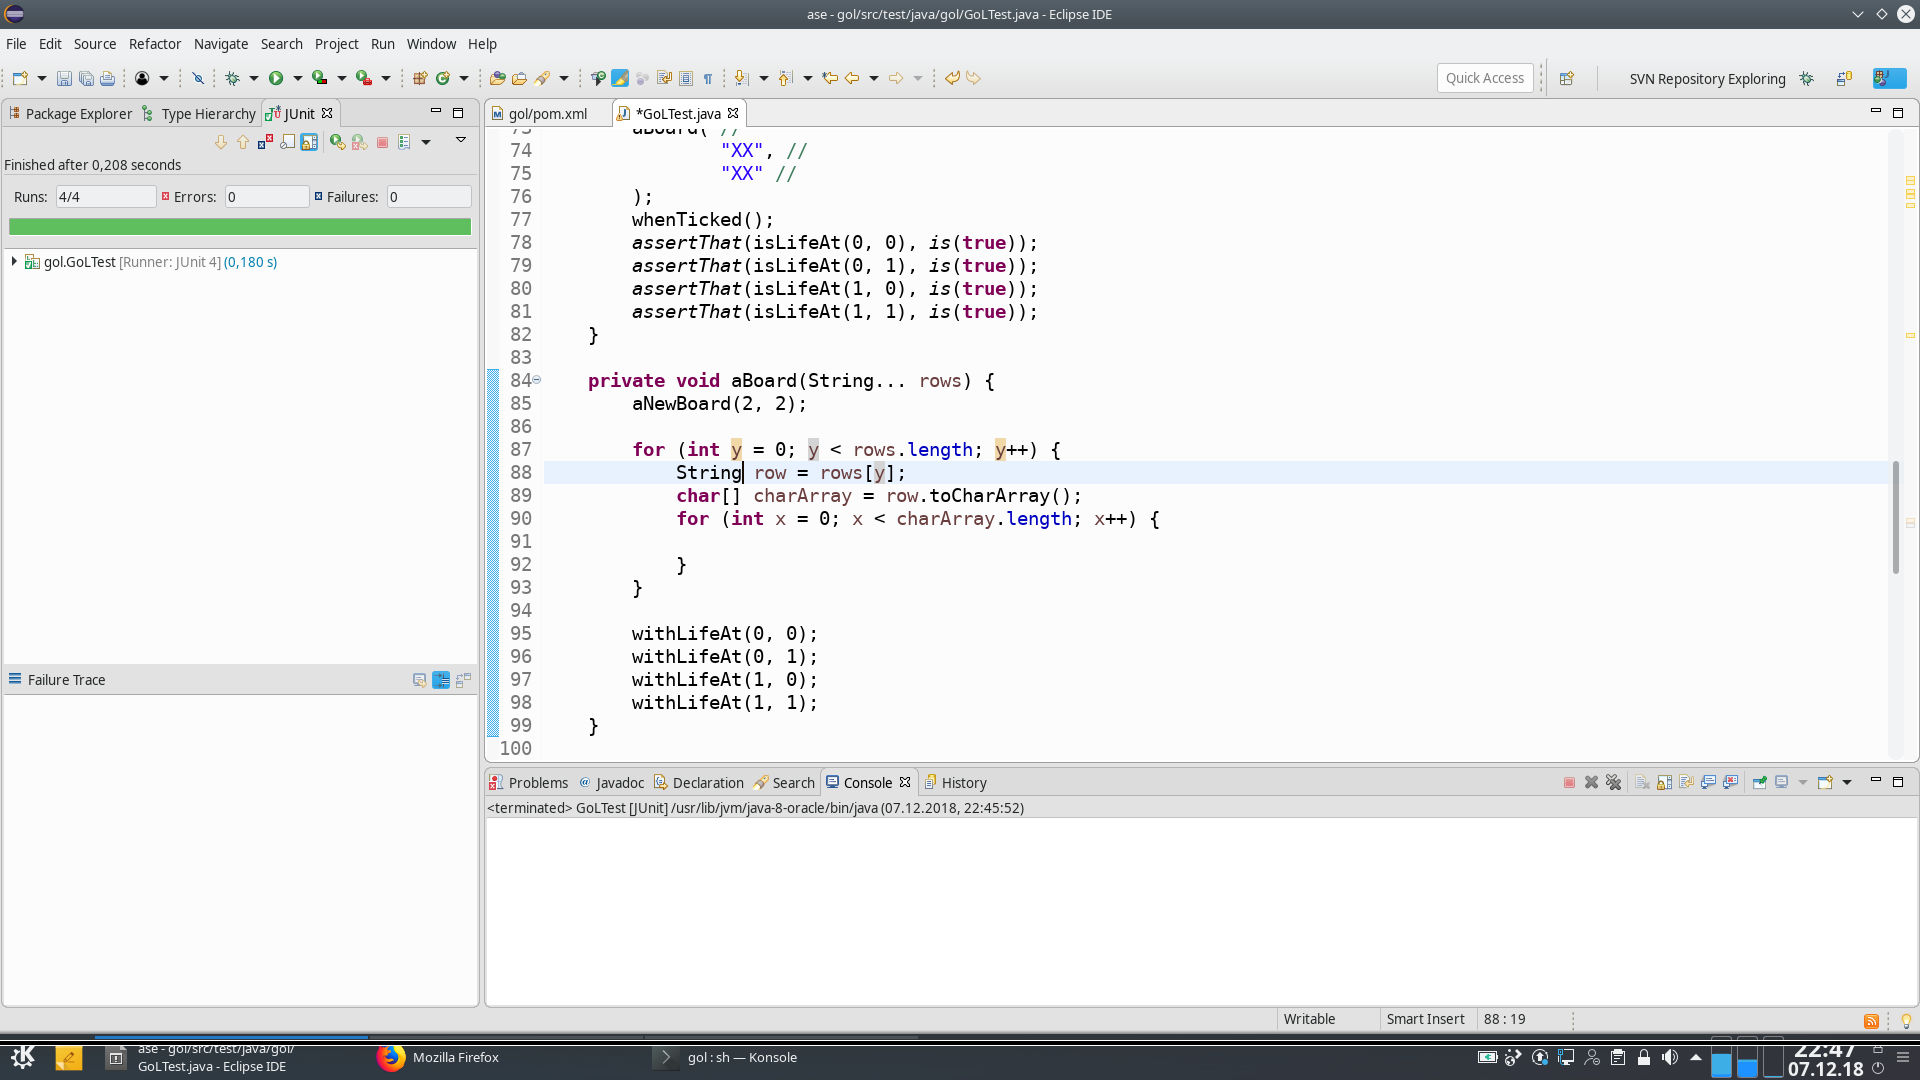 ase - gol/src/test/java/gol/GoLTest.java - Eclipse IDE
File Edit Source Refactor Navigate Search Project Run Window Help
Quick Access
SVN Repository Exploring
Package Explorer Type Hierarchy JUnit
Finished after 0,208 seconds
Runs: 4/4 Errors: 0 Failures: 0
gol.GoLTest [Runner: JUnit 4] (0,180 s)
Failure Trace
gol/pom.xml *GoLTest.java
73 aBoard( //
74 "XX", //
75 "XX" //
76 );
77 whenTicked();
78 assertThat(isLifeAt(0, 0), is(true));
79 assertThat(isLifeAt(0, 1), is(true));
80 assertThat(isLifeAt(1, 0), is(true));
81 assertThat(isLifeAt(1, 1), is(true));
82 }
83
84 private void aBoard(String... rows) {
85 aNewBoard(2, 2);
86
87 for (int y = 0; y < rows.length; y++) {
88 String row = rows[y];
89 char[] charArray = row.toCharArray();
90 for (int x = 0; x < charArray.length; x++) {
91
92 }
93 }
94
95 withLifeAt(0, 0);
96 withLifeAt(0, 1);
97 withLifeAt(1, 0);
98 withLifeAt(1, 1);
99 }
100
Problems Javadoc Declaration Search Console History
<terminated> GoLTest [JUnit] /usr/lib/jvm/java-8-oracle/bin/java (07.12.2018, 22:45:52)
Writable Smart Insert 88 : 19
ase - gol/src/test/java/gol/
GoLTest.java - Eclipse IDE
Mozilla Firefox
gol : sh — Konsole
22:47
07.12.18